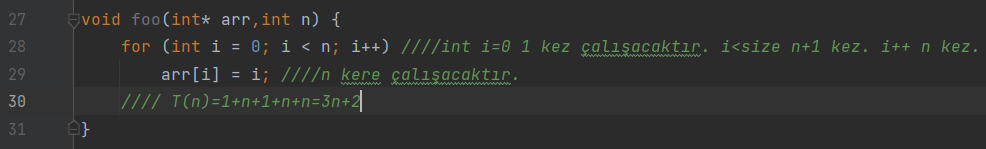 27 void foo(int* arr,int n) {
28 for (int i = 0; i < n; i++) ////int i=0 1 kez çalışacaktır. i<size n+1 kez. i++ n kez.
29 arr[i] = i; ////n kere çalışacaktır.
30 //// T(n)=1+n+1+n+n=3n+2
31 }